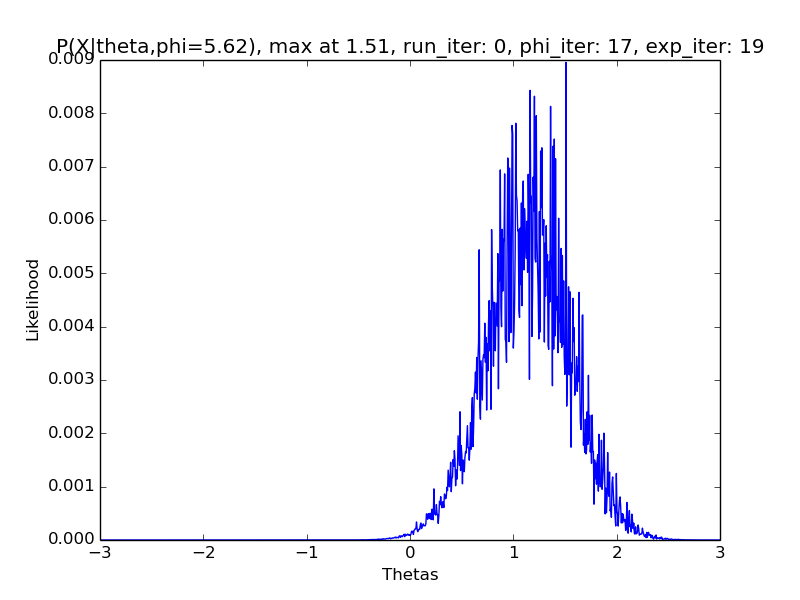 P(X|theta,phi=5.62), max at 1.51, run_iter: 0, phi_iter: 17, exp_iter: 19
0.009
0.008
0.007
0.006
0.005
0.004
0.003
0.002
0.001
0.000
Likelihood
−3 −2 −1 0 1 2 3
Thetas